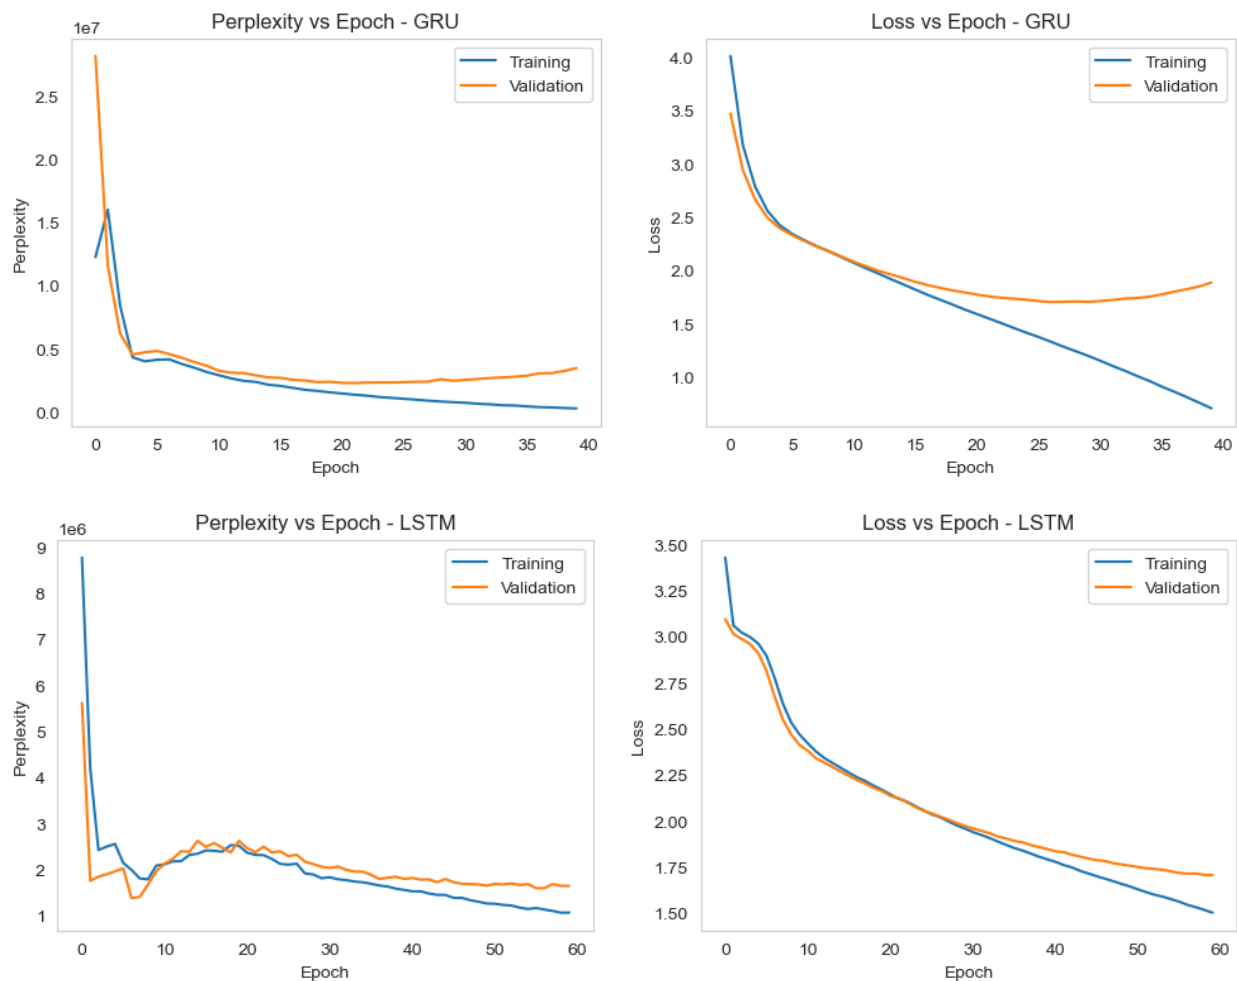 Perplexity vs Epoch - GRU
1e7
Perplexity
2.5
2.0
1.5
1.0
0.5
0.0
Training
Validation
0 5 10 15 20 25 30 35 40
Epoch
Loss vs Epoch - GRU
Loss
4.0
3.5
3.0
2.5
2.0
1.5
1.0
Training
Validation
0 5 10 15 20 25 30 35 40
Epoch
Perplexity vs Epoch - LSTM
1e6
Perplexity
9
8
7
6
5
4
3
2
1
Training
Validation
0 10 20 30 40 50 60
Epoch
Loss vs Epoch - LSTM
Loss
3.50
3.25
3.00
2.75
2.50
2.25
2.00
1.75
1.50
Training
Validation
0 10 20 30 40 50 60
Epoch